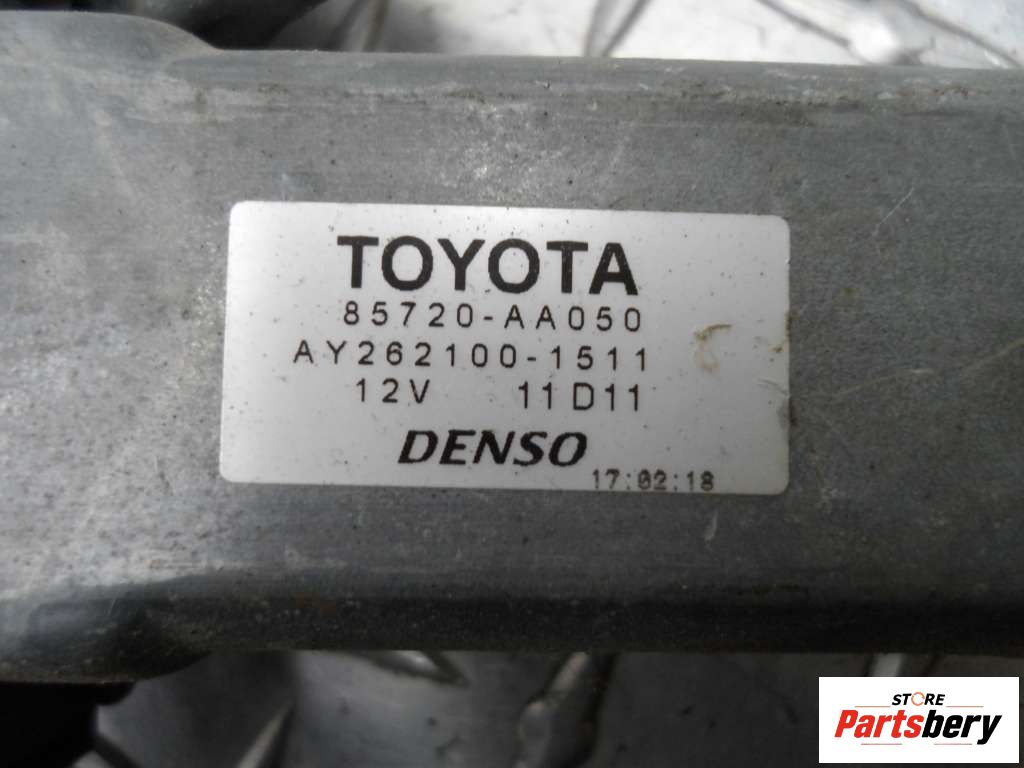 TOYOTA
85720-AA050
AY262100-1511
12V 11D11
DENSO
17:02:18
STORE
Partsbery